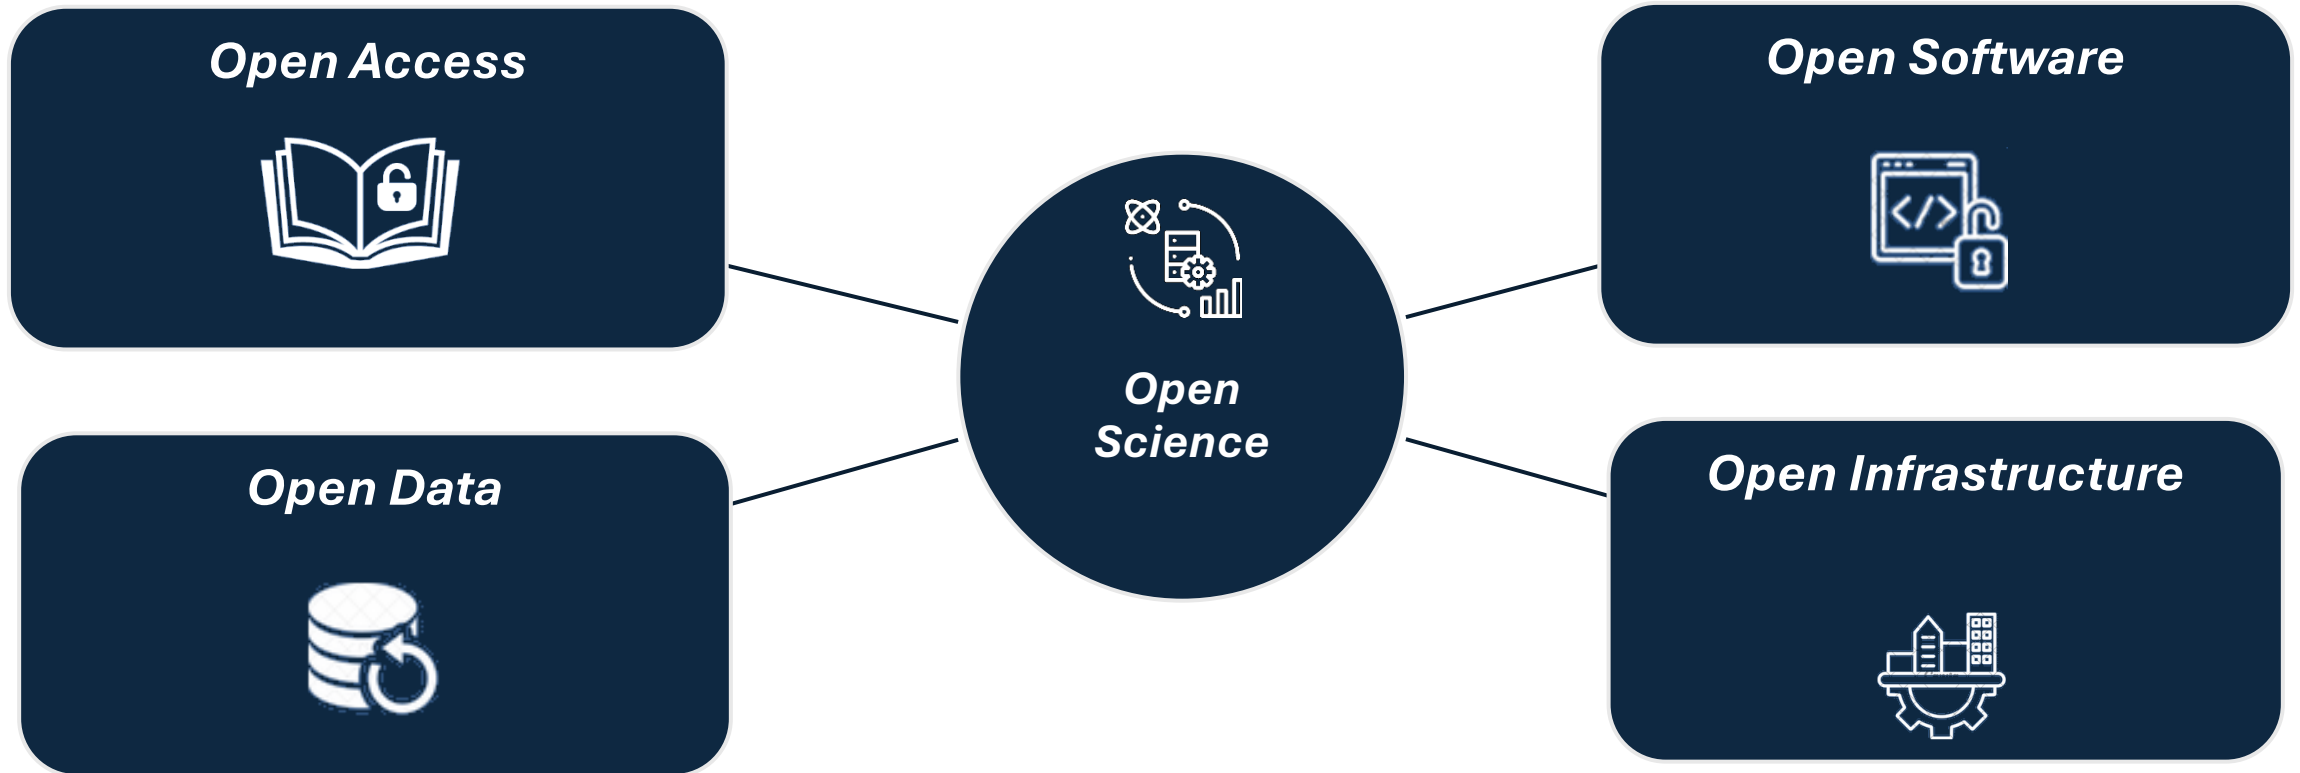 Open Access
Open Software
Open
Science
Open Data
Open Infrastructure